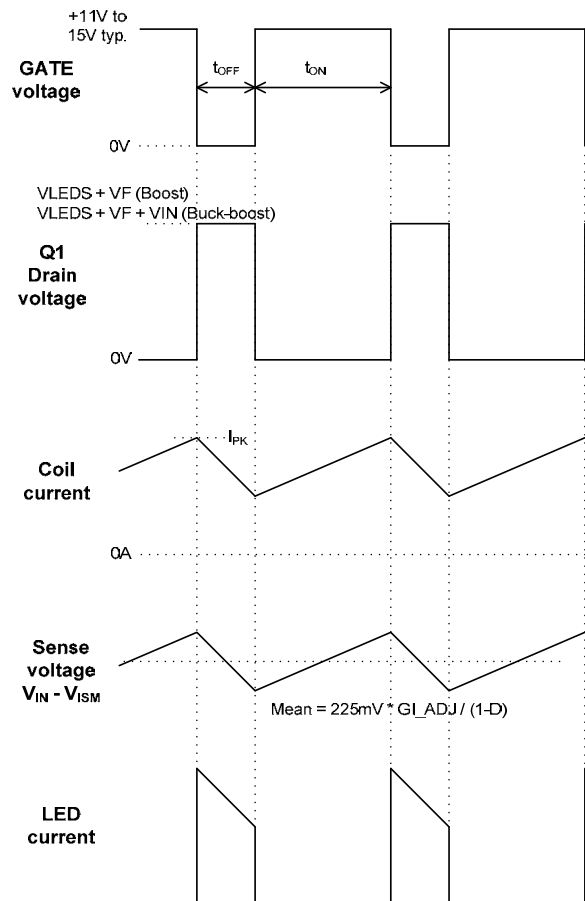 +11V to
15V typ.
GATE
voltage
tOFF
tON
0V
VLEDS + VF (Boost)
VLEDS + VF + VIN (Buck-boost)
Q1
Drain
voltage
0V
IPK
Coil
current
0A
Sense
voltage
VIN - VISM
Mean = 225mV * GI_ADJ / (1-D)
LED
current